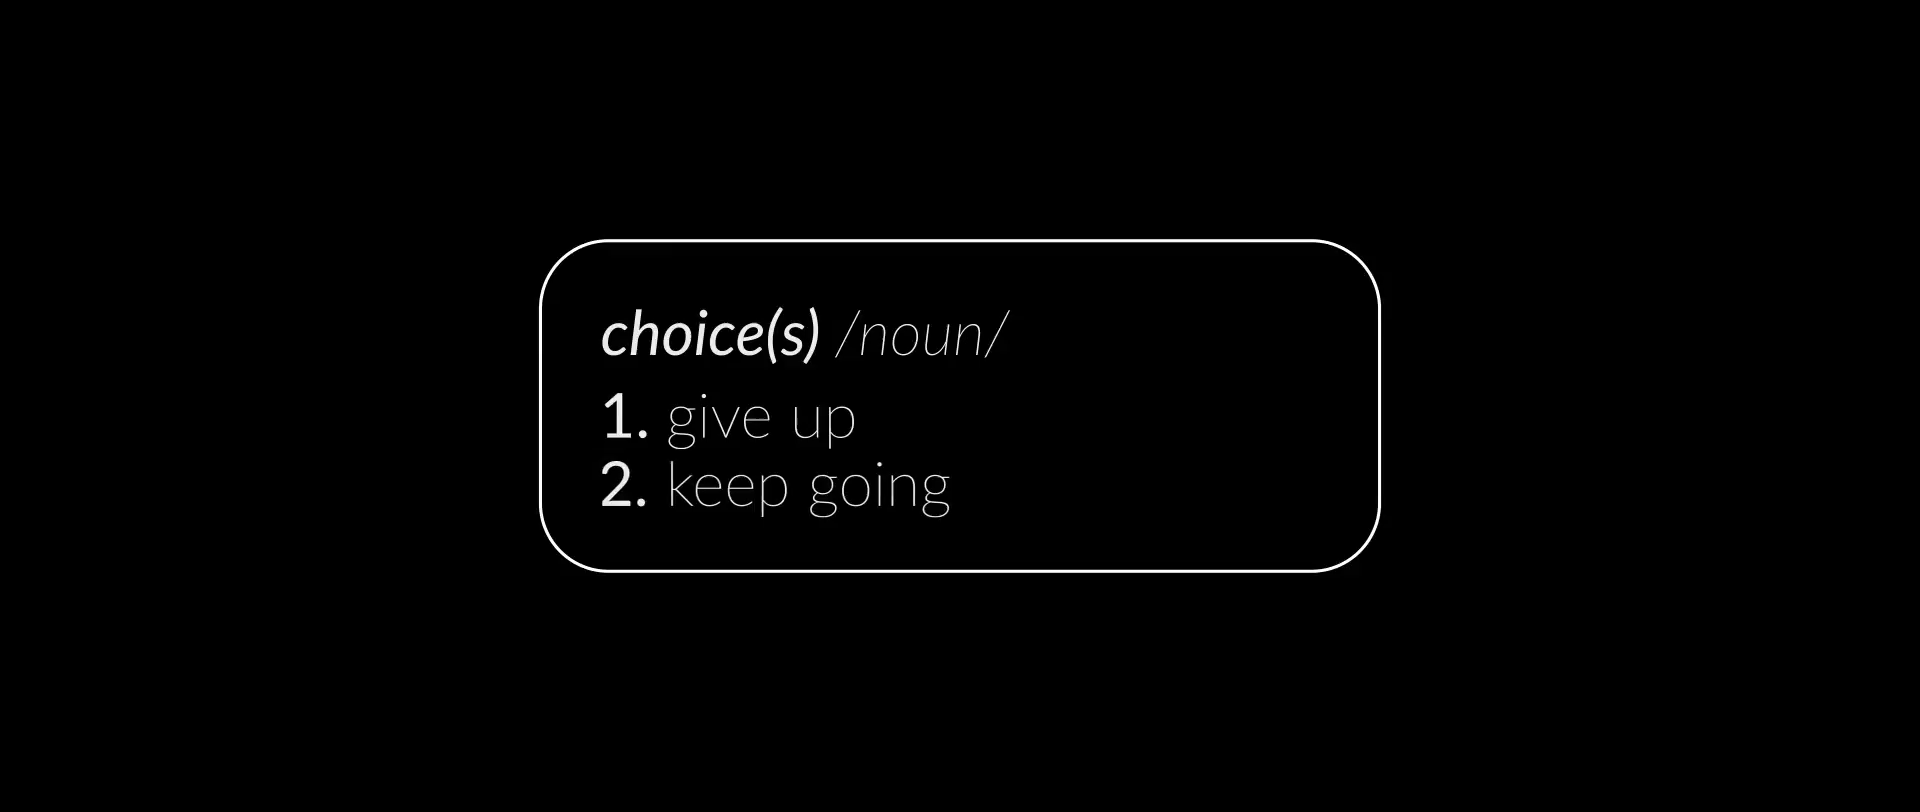 choice(s) /noun/
1. give up
2. keep going